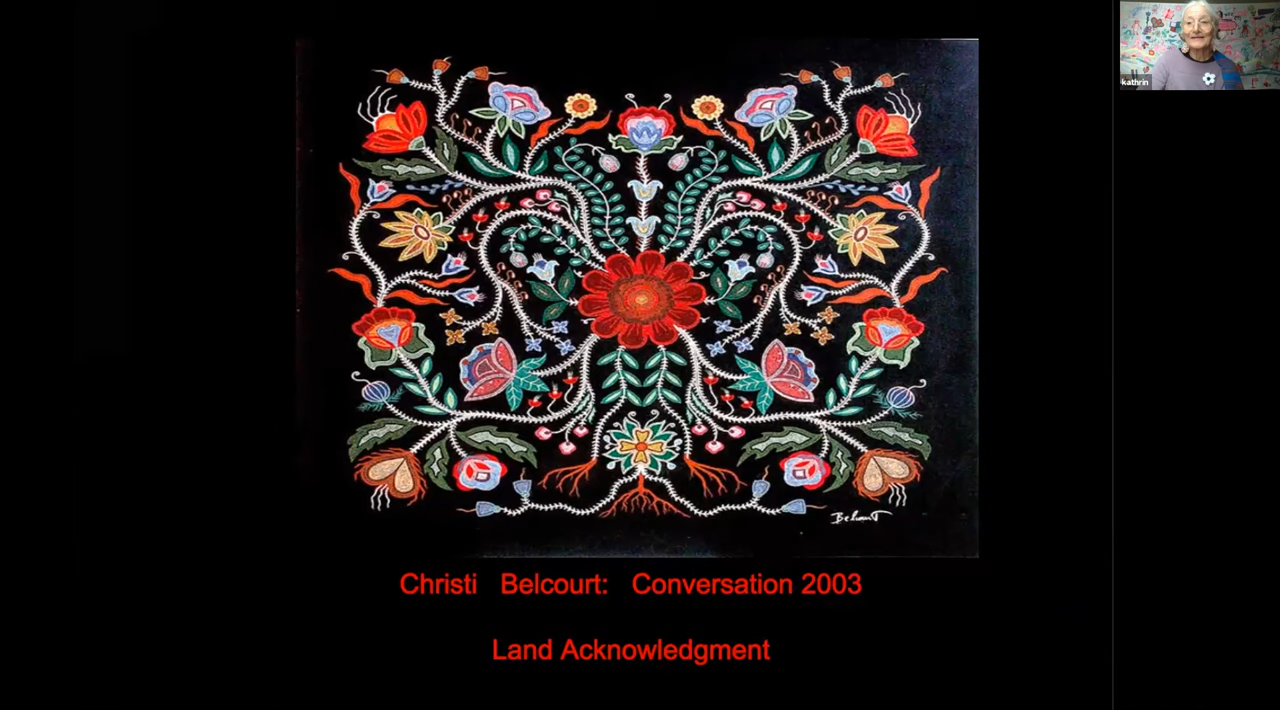 kathrin
Belcourt
Christi Belcourt: Conversation 2003
Land Acknowledgment